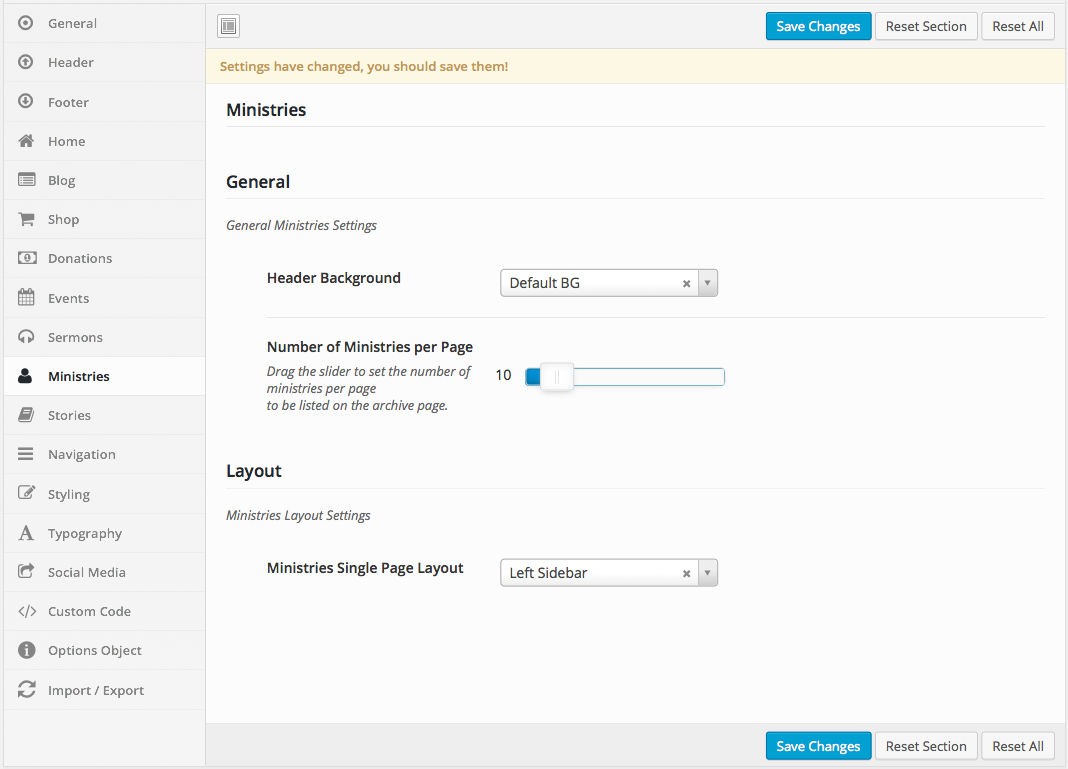 General
Header
Footer
Home
Blog
Shop
Donations
Events
Sermons
Ministries
Stories
Navigation
Styling
Typography
Social Media
Custom Code
Options Object
Import / Export
Save Changes Reset Section Reset All
Settings have changed, you should save them!
Ministries
General
General Ministries Settings
Header Background Default BG
Number of Ministries per Page
Drag the slider to set the number of
ministries per page
to be listed on the archive page.
10
Layout
Ministries Layout Settings
Ministries Single Page Layout Left Sidebar
Save Changes Reset Section Reset All